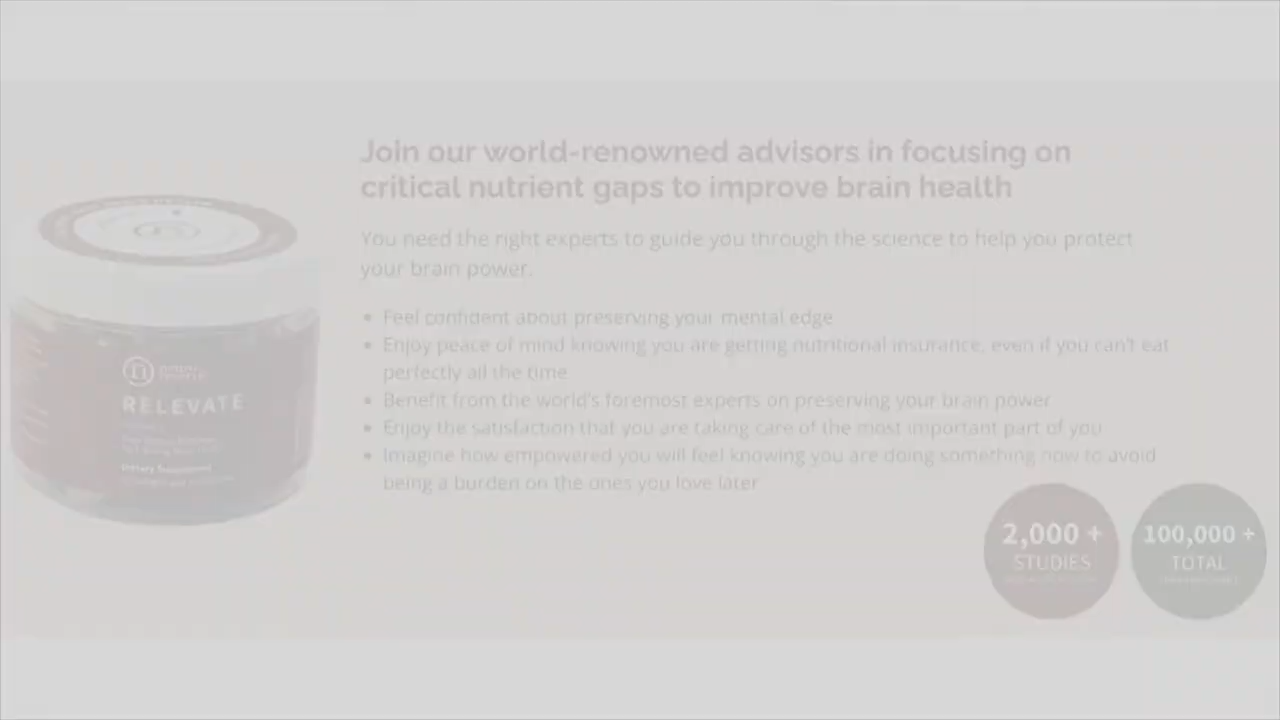 Join our world-renowned advisors in focusing on
critical nutrient gaps to improve brain health
You need the right experts to guide you through the science to help you protect
your brain power.
Feel confident about preserving your mental edge
Enjoy peace of mind knowing you are getting nutritional insurance, even if you can't eat
perfectly all the time
Benefit from the world's foremost experts on preserving your brain power
Enjoy the satisfaction that you are taking care of the most important part of you
Imagine how empowered you will feel knowing you are doing something now to avoid
being a burden on the ones you love later
RELEVATE
Dietary Supplement
2,000 +
STUDIES
100,000 +
TOTAL